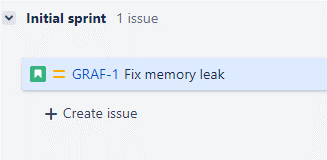 Initial sprint 1 issue
GRAF-1 Fix memory leak
Create issue